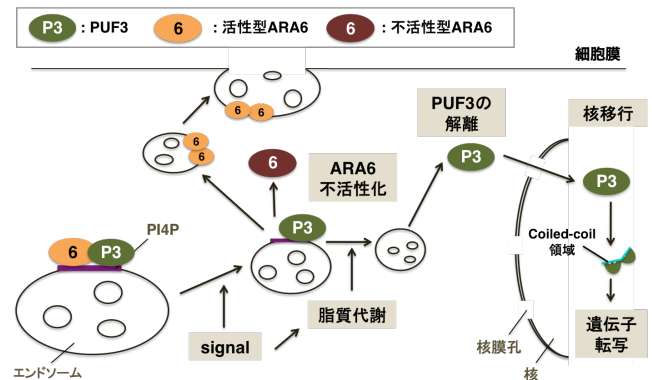 P3 : PUF3 6 : 活性型ARA6 6 : 不活性型ARA6
細胞膜
6 6
PUF3の
解離
核移行
6
6
6
ARA6
不活性化
P3
P3
PI4P
P3
6 P3
Coiled-coil
領域
signal
脂質代謝
遺伝子
転写
核膜孔
エンドソーム
核